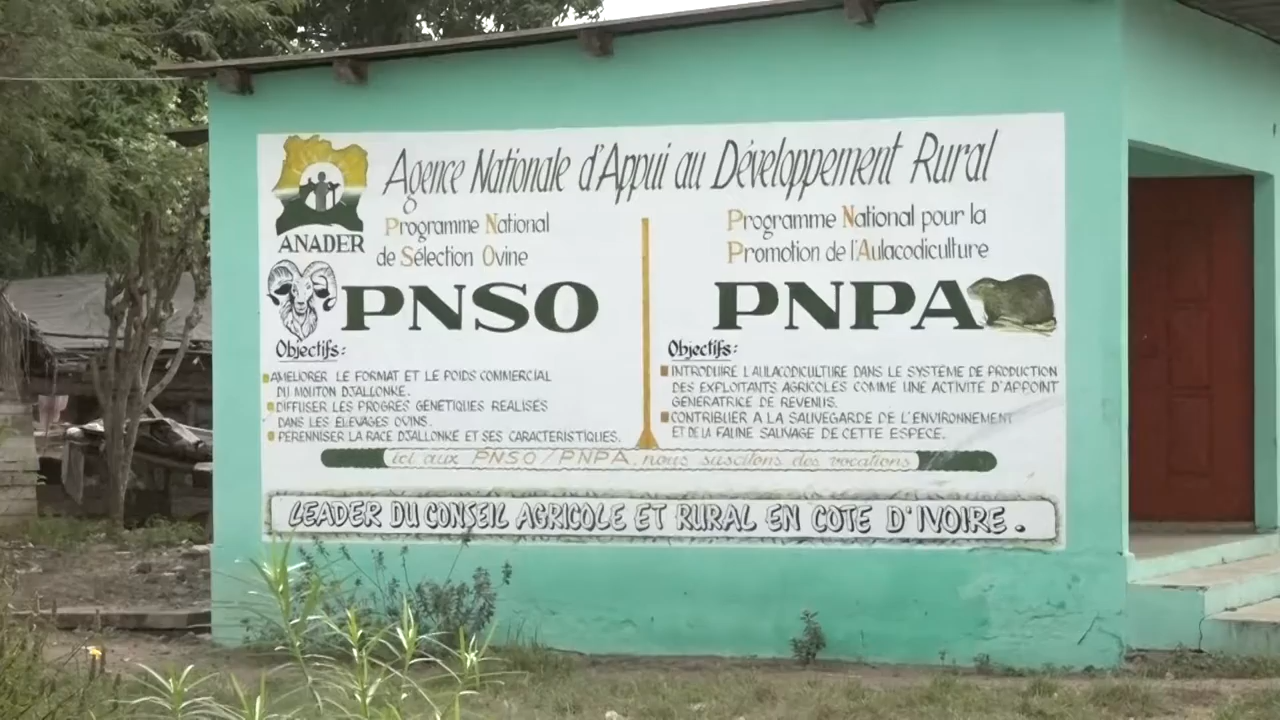 Agence Nationale d'Appui au Développement Rural
ANADER
Programme National
de Sélection Ovine
PNSO
Objectifs:
AMELIORER LE FORMAT ET LE POIDS COMMERCIAL
DU MOUTON DJALLONKE.
DIFFUSER LES PROGRES GENETIQUES REALISES
DANS LES ELEVAGES OVINS.
PERENNISER LA RACE DJALLONKE ET SES CARACTERISTIQUES.
Programme National pour la
Promotion de l'Aulacodiculture
PNPA
Objectifs:
INTRODUIRE L'AULACODICULTURE DANS LE SYSTEME DE PRODUCTION
DES EXPLOITANTS AGRICOLES COMME UNE ACTIVITE D'APPOINT
GENERATRICE DE REVENUS.
CONTRIBUER A LA SAUVEGARDE DE L'ENVIRONNEMENT
ET DE LA FAUNE SAUVAGE DE CETTE ESPECE.
ici aux PNSO/PNPA, nous suscitons des vocations
LEADER DU CONSEIL AGRICOLE ET RURAL EN COTE D'IVOIRE.